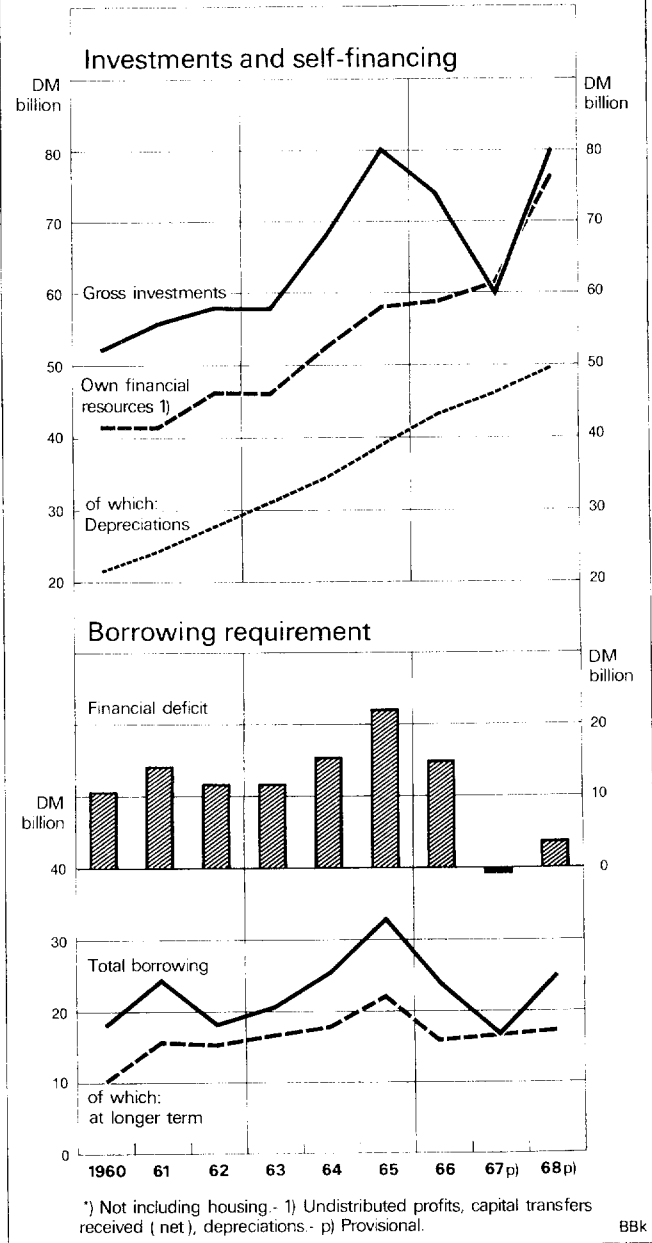 Investments and self-financing
DM
billion
DM
billion
80
70
60
50
40
30
20
80
70
60
50
40
30
20
Gross investments
Own financial
resources 1)
of which:
Depreciations
Borrowing requirement
DM
billion
Financial deficit
20
10
0
DM
billion
40
30
20
10
0
Total borrowing
of which:
at longer term
1960 61 62 63 64 65 66 67p) 68p)
*) Not including housing.- 1) Undistributed profits, capital transfers
received (net), depreciations.- p) Provisional.
BBk